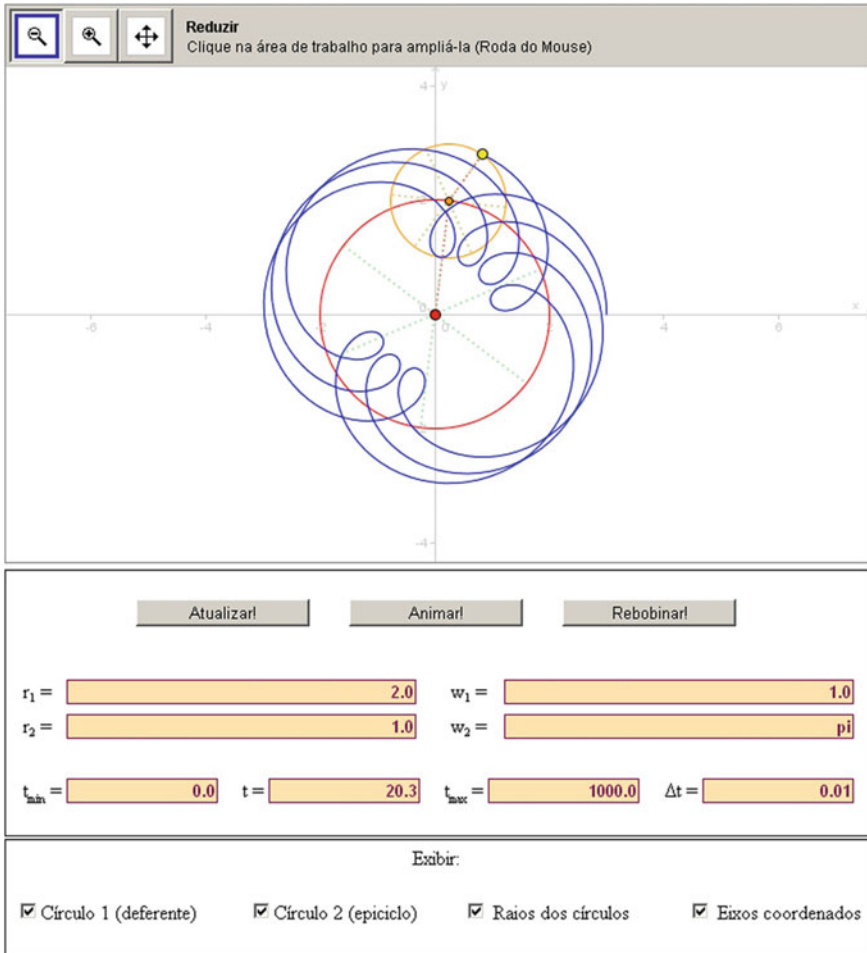 Reduzir
Clique na área de trabalho para ampliá-la (Roda do Mouse)
4 y
-6 -4 -2 0 0 2 4 6 x
-2
-4
Atualizar! Animar! Rebobinar!
r1 = 2.0 w1 = 1.0
r2 = 1.0 w2 = pi
tmin = 0.0 t = 20.3 tmax = 1000.0 Δt = 0.01
Exibir:
Círculo 1 (deferente) Círculo 2 (epiciclo) Raios dos círculos Eixos coordenados